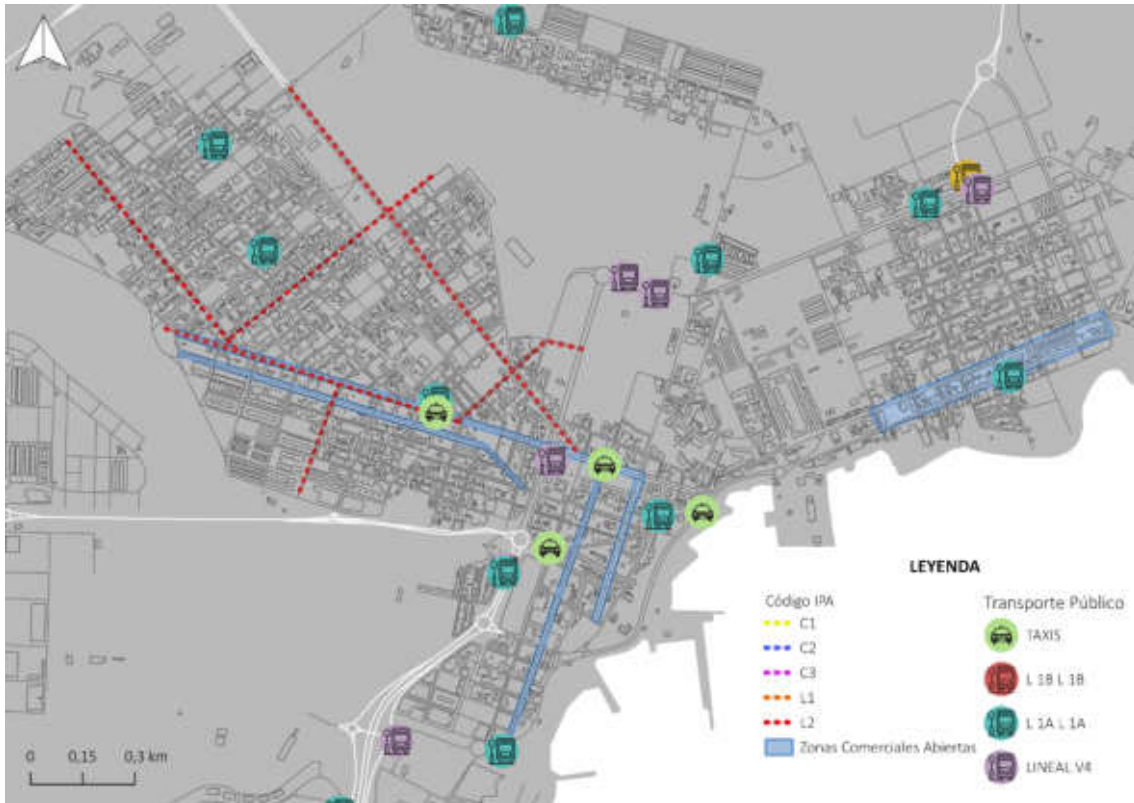 LEYENDA
Código IPA
C1
C2
C3
L1
L2
Zonas Comerciales Abiertas
Transporte Público
TAXIS
L 1B L 1B
L 1A L 1A
LINEAL V4
0 0,15 0,3 km